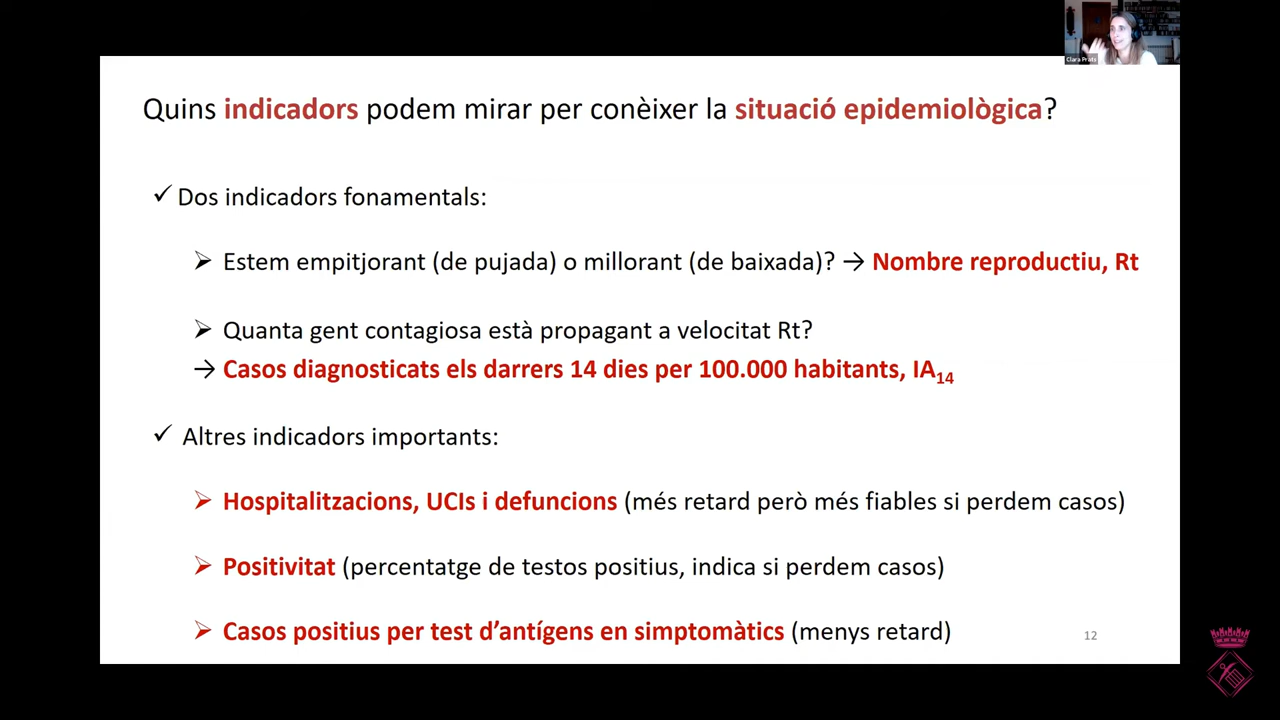 Clara Prats
Quins indicadors podem mirar per conèixer la situació epidemiològica?
✓ Dos indicadors fonamentals:
➢ Estem empitjorant (de pujada) o millorant (de baixada)? → Nombre reproductiu, Rt
➢ Quanta gent contagiosa està propagant a velocitat Rt?
→ Casos diagnosticats els darrers 14 dies per 100.000 habitants, IA14
✓ Altres indicadors importants:
➢ Hospitalitzacions, UCIs i defuncions (més retard però més fiables si perdem casos)
➢ Positivitat (percentatge de testos positius, indica si perdem casos)
➢ Casos positius per test d’antígens en simptomàtics (menys retard)
12